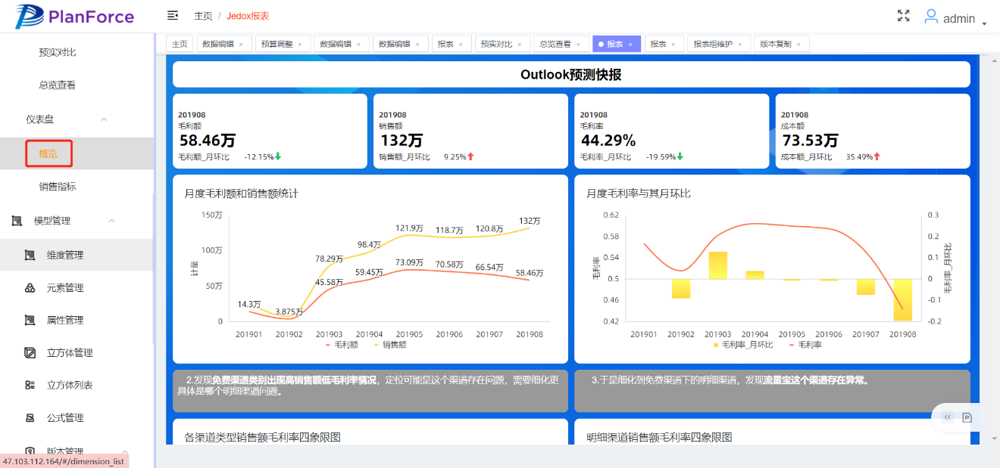 PlanForce
主页 / Jedox报表
admin
预实对比
总览查看
仪表盘
概览
销售指标
模型管理
维度管理
元素管理
属性管理
立方体管理
立方体列表
公式管理
版本管理
47.103.112.164/#/dimension_list
主页 数据编辑 × 预算调整 × 数据编辑 × 数据编辑 × 报表 × 预实对比 × 总览查看 × 报表 × 报表 × 报表组维护 × 版本复制 ×
Outlook预测快报
201908
毛利额
58.46万
毛利额_月环比 -12.15%
201908
销售额
132万
销售额_月环比 9.25%
201908
毛利率
44.29%
毛利率_月环比 -19.59%
201908
成本额
73.53万
成本额_月环比 35.49%
月度毛利额和销售额统计
150万
100万
50万
0
计量
14.3万
3.875万
78.29万
98.4万
121.9万
118.7万
120.8万
132万
45.58万
59.45万
73.09万
70.58万
66.54万
58.46万
201901 201902 201903 201904 201905 201906 201907 201908
毛利额 销售额
月度毛利率与其月环比
0.62
0.58
0.54
0.5
0.46
0.42
毛利率
0.3
0.2
0.1
0
-0.1
-0.2
毛利率_月环比
201901 201902 201903 201904 201905 201906 201907 201908
毛利率_月环比 毛利率
2.发现免费渠道类别出现高销售额低毛利率情况，定位可能是这个渠道存在问题，需要细化更
具体是哪个明细渠道问题。
3.于是细化到免费渠道下的明细渠道，发现流量宝这个渠道存在异常。
各渠道类型销售额毛利率四象限图
明细渠道销售额毛利率四象限图